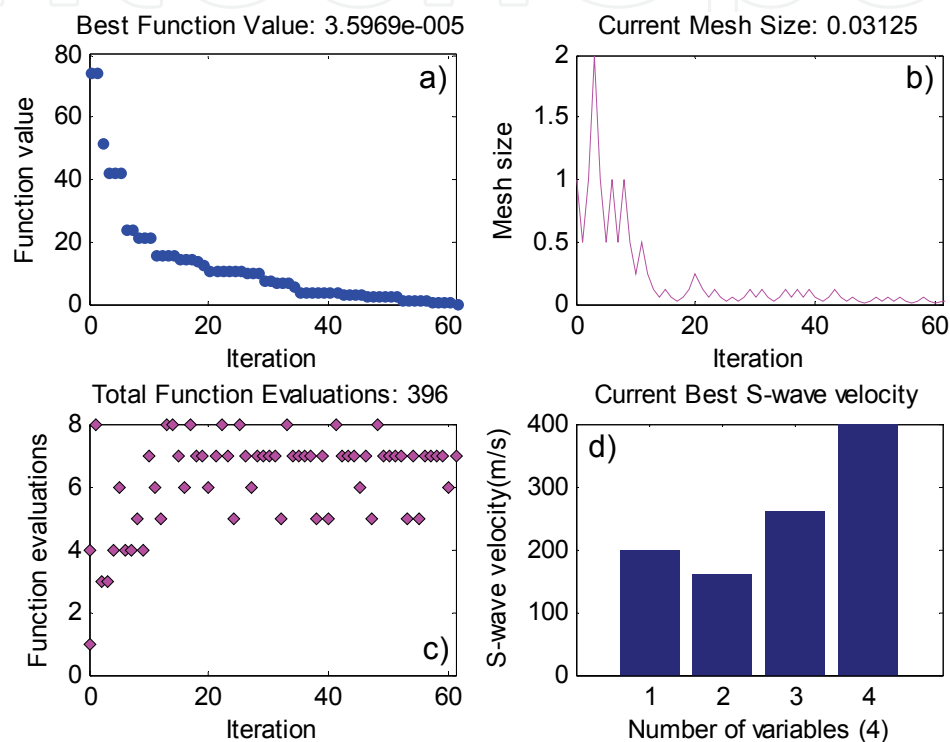 Best Function Value: 3.5969e-005
a)
Function value
80
60
40
20
0
0 20 40 60
Iteration
Current Mesh Size: 0.03125
b)
Mesh size
2
1.5
1
0.5
0
0 20 40 60
Iteration
Total Function Evaluations: 396
c)
Function evaluations
8
6
4
2
0
0 20 40 60
Iteration
Current Best S-wave velocity
d)
S-wave velocity(m/s)
400
300
200
100
0
1 2 3 4
Number of variables (4)